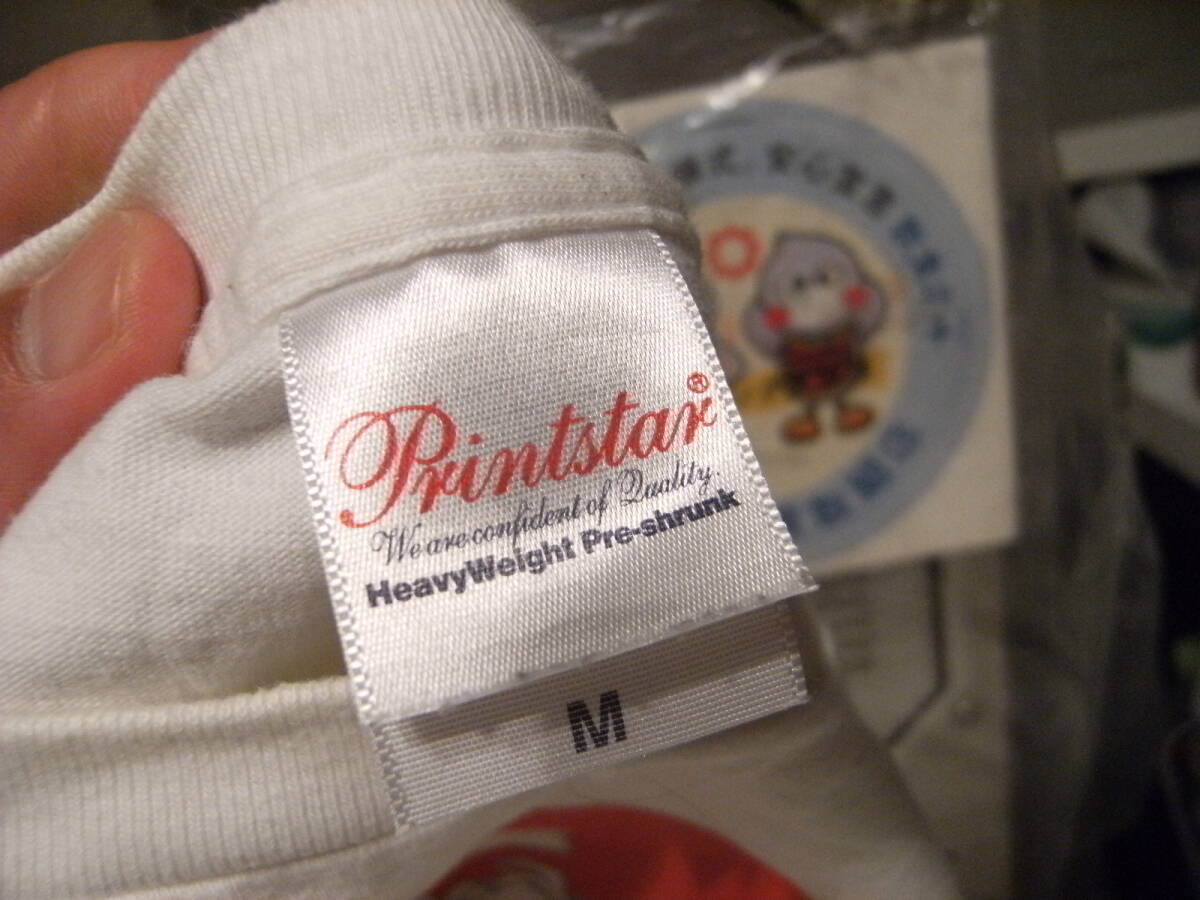 Printstar®
We are confident of Quality.
HeavyWeight Pre-shrunk
M